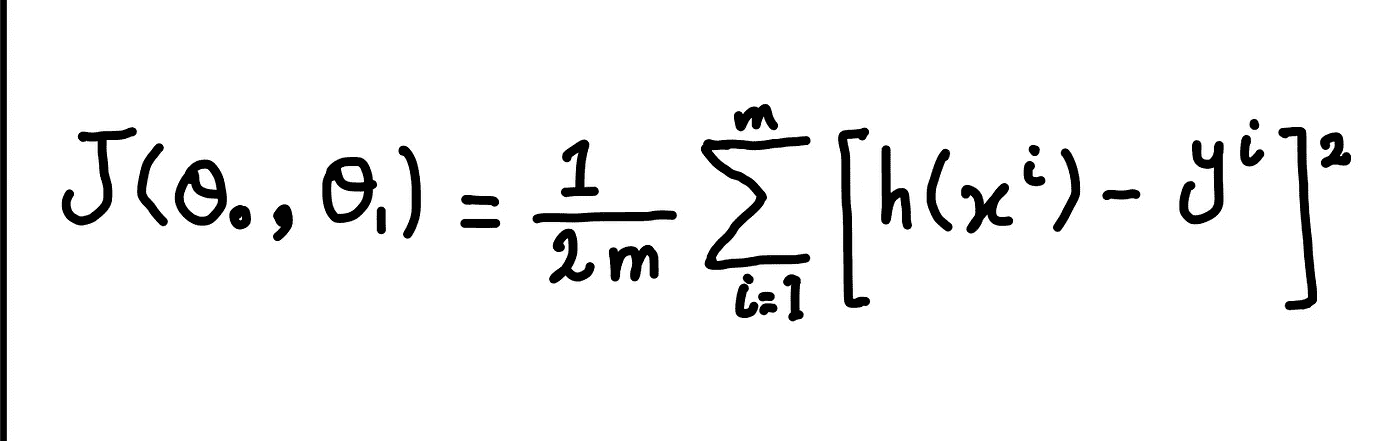 J(θ₀, θ₁) = 1/2m ∑ᵢ₌₁ᵐ [h(xⁱ) - yⁱ]²